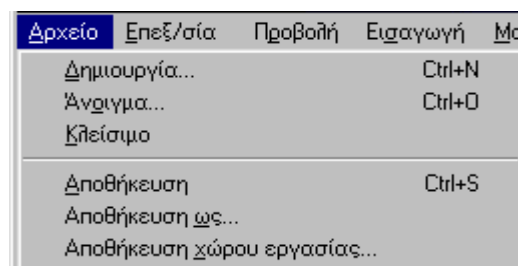 Αρχείο Επεξ/σία Προβολή Εισαγωγή
Δημιουργία... Ctrl+N
Άνοιγμα... Ctrl+O
Κλείσιμο
Αποθήκευση Ctrl+S
Αποθήκευση ως...
Αποθήκευση χώρου εργασίας...